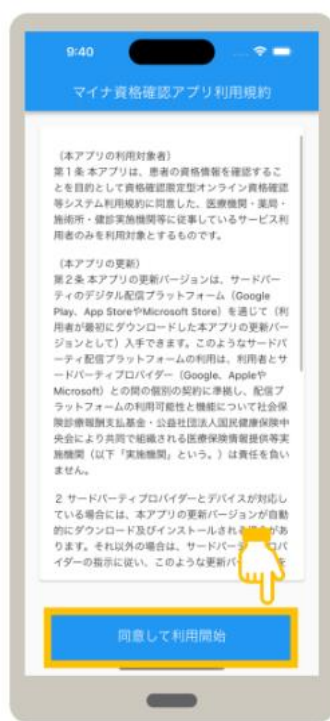 9:40
マイナ資格確認アプリ利用規約
（本アプリの利用対象者）
第1条 本アプリは、患者の資格情報を確認するこ
とを目的として資格確認限定型オンライン資格確認
等システム利用規約に同意した、医療機関・薬局・
施術所・健診実施機関等に従事しているサービス利
用者のみを利用対象とするものです。
（本アプリの更新）
第2条 本アプリの更新バージョンは、サードパー
ティのデジタル配信プラットフォーム（Google
Play、App StoreやMicrosoft Store）を通じて（利
用者が最初にダウンロードした本アプリの更新バー
ジョンとして）入手できます。このようなサードパ
ーティ配信プラットフォームの利用は、利用者とサ
ードパーティプロバイダー（Google、Appleや
Microsoft）との間の個別の契約に準拠し、配信プ
ラットフォームの利用可能性と機能について社会保
険診療報酬支払基金・公益社団法人国民健康保険中
央会により共同で組織される医療保険情報提供等実
施機関（以下「実施機関」という。）は責任を負い
ません。
2 サードパーティプロバイダーとデバイスが対応し
ている場合には、本アプリの更新バージョンが自動
的にダウンロード及びインストールされ があ
ります。それ以外の場合は、サードパー ロバ
イダーの指示に従い、このような更新バー を
同意して利用開始